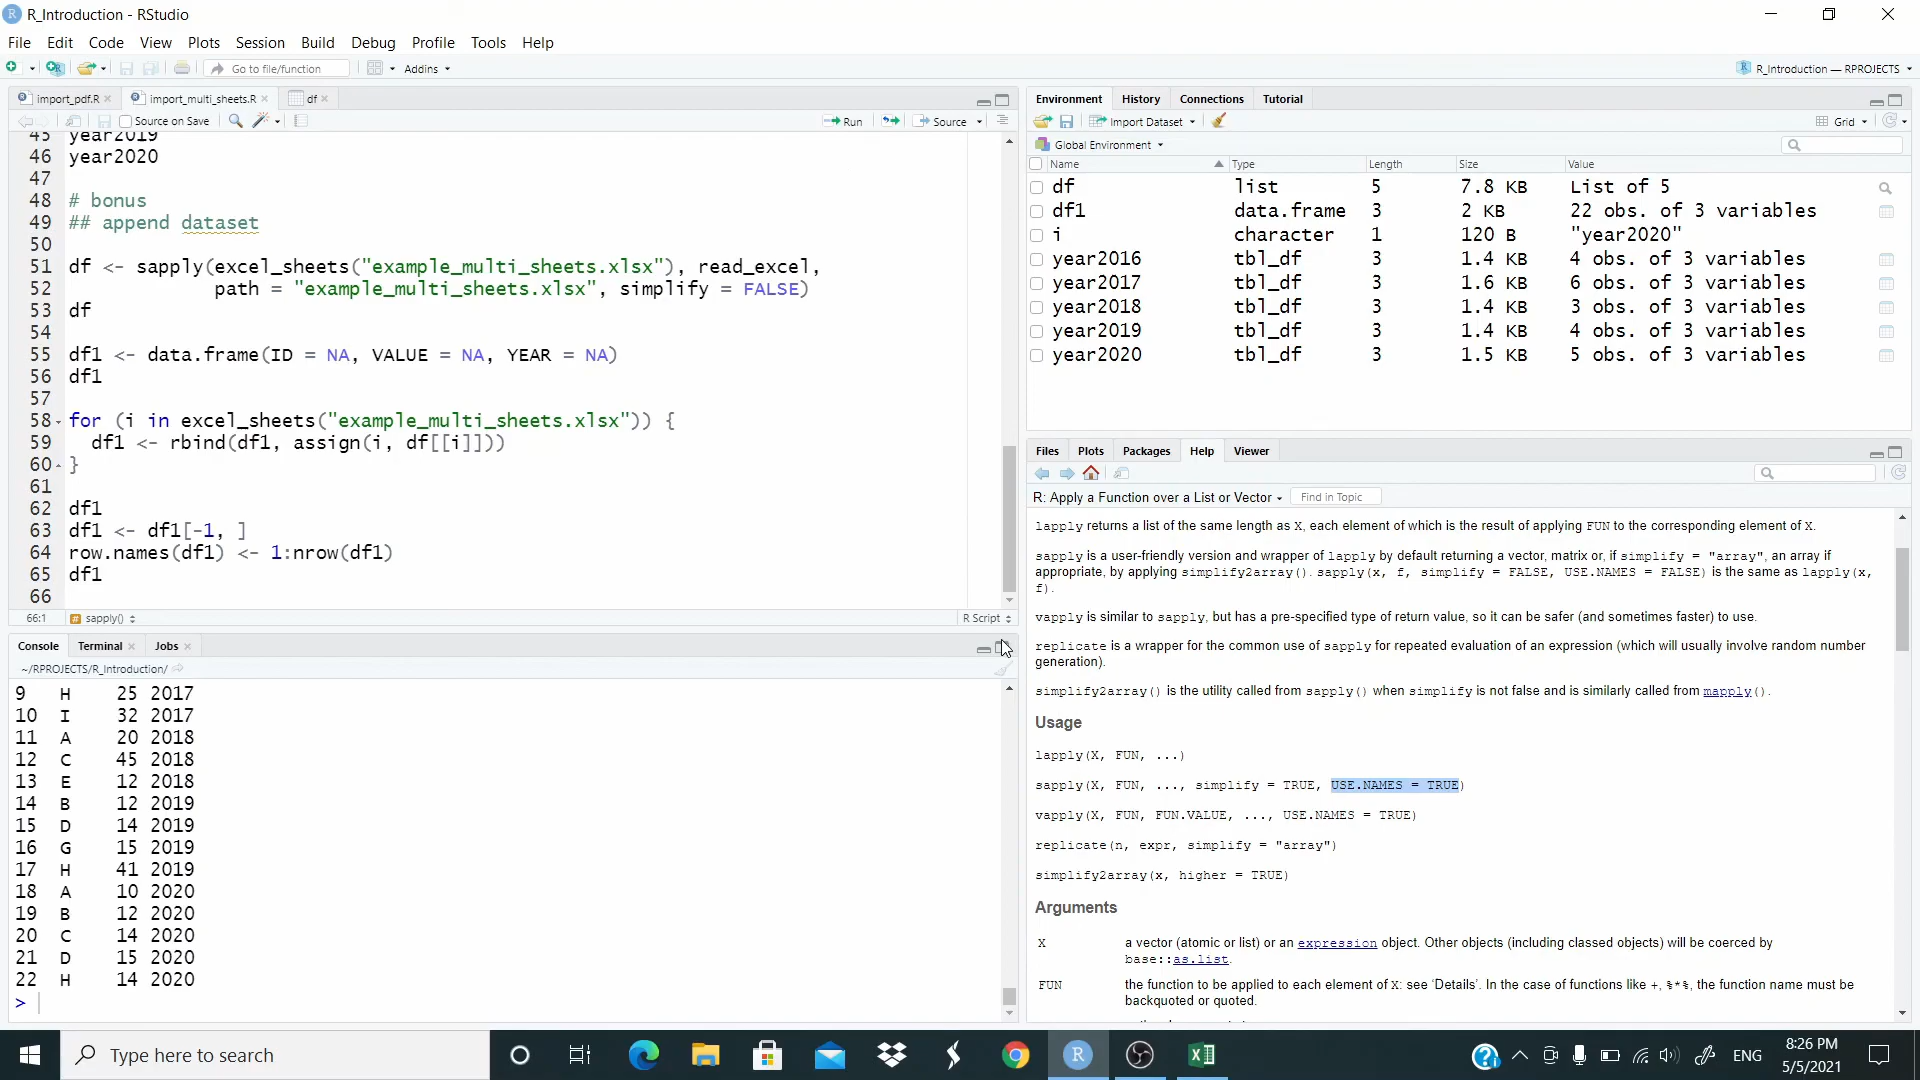 R_Introduction - RStudio
File Edit Code View Plots Session Build Debug Profile Tools Help
Go to file/function Addins R_Introduction — RPROJECTS
import_pdf.R import_multi_sheets.R df
Source on Save Run Source
45 year2019
46 year2020
47
48 # bonus
49 ## append dataset
50
51 df <- sapply(excel_sheets("example_multi_sheets.xlsx"), read_excel,
52 path = "example_multi_sheets.xlsx", simplify = FALSE)
53 df
54
55 df1 <- data.frame(ID = NA, VALUE = NA, YEAR = NA)
56 df1
57
58 for (i in excel_sheets("example_multi_sheets.xlsx")) {
59 df1 <- rbind(df1, assign(i, df[[i]]))
60 }
61
62 df1
63 df1 <- df1[-1, ]
64 row.names(df1) <- 1:nrow(df1)
65 df1
66
66:1 sapply() R Script
Console Terminal Jobs
~/RPROJECTS/R_Introduction/
9 H 25 2017
10 I 32 2017
11 A 20 2018
12 C 45 2018
13 E 12 2018
14 B 12 2019
15 D 14 2019
16 G 15 2019
17 H 41 2019
18 A 10 2020
19 B 12 2020
20 C 14 2020
21 D 15 2020
22 H 14 2020
>
Environment History Connections Tutorial
Import Dataset Grid
Global Environment
Name Type Length Size Value
df list 5 7.8 KB List of 5
df1 data.frame 3 2 KB 22 obs. of 3 variables
i character 1 120 B "year2020"
year2016 tbl_df 3 1.4 KB 4 obs. of 3 variables
year2017 tbl_df 3 1.6 KB 6 obs. of 3 variables
year2018 tbl_df 3 1.4 KB 3 obs. of 3 variables
year2019 tbl_df 3 1.4 KB 4 obs. of 3 variables
year2020 tbl_df 3 1.5 KB 5 obs. of 3 variables
Files Plots Packages Help Viewer
R: Apply a Function over a List or Vector Find in Topic
lapply returns a list of the same length as X, each element of which is the result of applying FUN to the corresponding element of X.
sapply is a user-friendly version and wrapper of lapply by default returning a vector, matrix or, if simplify = "array", an array if
appropriate, by applying simplify2array(). sapply(x, f, simplify = FALSE, USE.NAMES = FALSE) is the same as lapply(x,
f).
vapply is similar to sapply, but has a pre-specified type of return value, so it can be safer (and sometimes faster) to use.
replicate is a wrapper for the common use of sapply for repeated evaluation of an expression (which will usually involve random number
generation).
simplify2array() is the utility called from sapply() when simplify is not false and is similarly called from mapply().
Usage
lapply(X, FUN, ...)
sapply(X, FUN, ..., simplify = TRUE, USE.NAMES = TRUE)
vapply(X, FUN, FUN.VALUE, ..., USE.NAMES = TRUE)
replicate(n, expr, simplify = "array")
simplify2array(x, higher = TRUE)
Arguments
X a vector (atomic or list) or an expression object. Other objects (including classed objects) will be coerced by
base::as.list.
FUN the function to be applied to each element of X: see 'Details'. In the case of functions like +, %*%, the function name must be
backquoted or quoted.
Type here to search
ENG
8:26 PM
5/5/2021